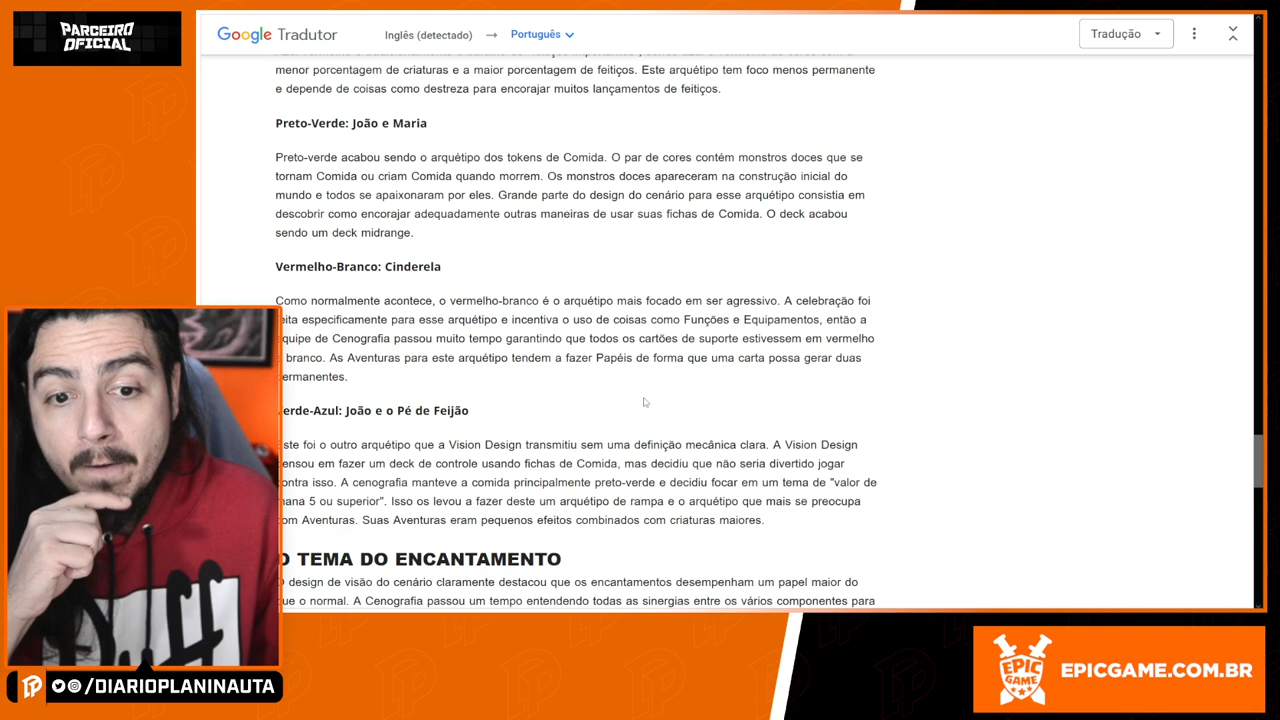 PARCEIRO
OFICIAL
Google Tradutor
Inglês (detectado) → Português
Tradução
menor porcentagem de criaturas e a maior porcentagem de feitiços. Este arquétipo tem foco menos permanente
e depende de coisas como destreza para encorajar muitos lançamentos de feitiços.
Preto-Verde: João e Maria
Preto-verde acabou sendo o arquétipo dos tokens de Comida. O par de cores contém monstros doces que se
tornam Comida ou criam Comida quando morrem. Os monstros doces apareceram na construção inicial do
mundo e todos se apaixonaram por eles. Grande parte do design do cenário para esse arquétipo consistia em
descobrir como encorajar adequadamente outras maneiras de usar suas fichas de Comida. O deck acabou
sendo um deck midrange.
Vermelho-Branco: Cinderela
Como normalmente acontece, o vermelho-branco é o arquétipo mais focado em ser agressivo. A celebração foi
eita especificamente para esse arquétipo e incentiva o uso de coisas como Funções e Equipamentos, então a
quipe de Cenografia passou muito tempo garantindo que todos os cartões de suporte estivessem em vermelho
branco. As Aventuras para este arquétipo tendem a fazer Papéis de forma que uma carta possa gerar duas
ermanentes.
erde-Azul: João e o Pé de Feijão
ste foi o outro arquétipo que a Vision Design transmitiu sem uma definição mecânica clara. A Vision Design
ensou em fazer um deck de controle usando fichas de Comida, mas decidiu que não seria divertido jogar
ontra isso. A cenografia manteve a comida principalmente preto-verde e decidiu focar em um tema de "valor de
mana 5 ou superior". Isso os levou a fazer deste um arquétipo de rampa e o arquétipo que mais se preocupa
om Aventuras. Suas Aventuras eram pequenos efeitos combinados com criaturas maiores.
O TEMA DO ENCANTAMENTO
O design de visão do cenário claramente destacou que os encantamentos desempenham um papel maior do
que o normal. A Cenografia passou um tempo entendendo todas as sinergias entre os vários componentes para
/DIARIOPLANINAUTA
EPIC
GAME
EPICGAME.COM.BR